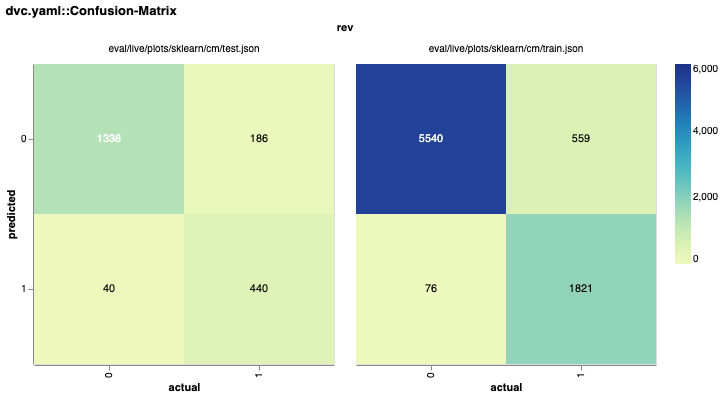 dvc.yaml::Confusion-Matrix
rev
eval/live/plots/sklearn/cm/test.json
eval/live/plots/sklearn/cm/train.json
predicted
0
1338
186
5540
559
1
40
440
76
1821
0
1
0
1
actual
actual
6,000
4,000
2,000
0